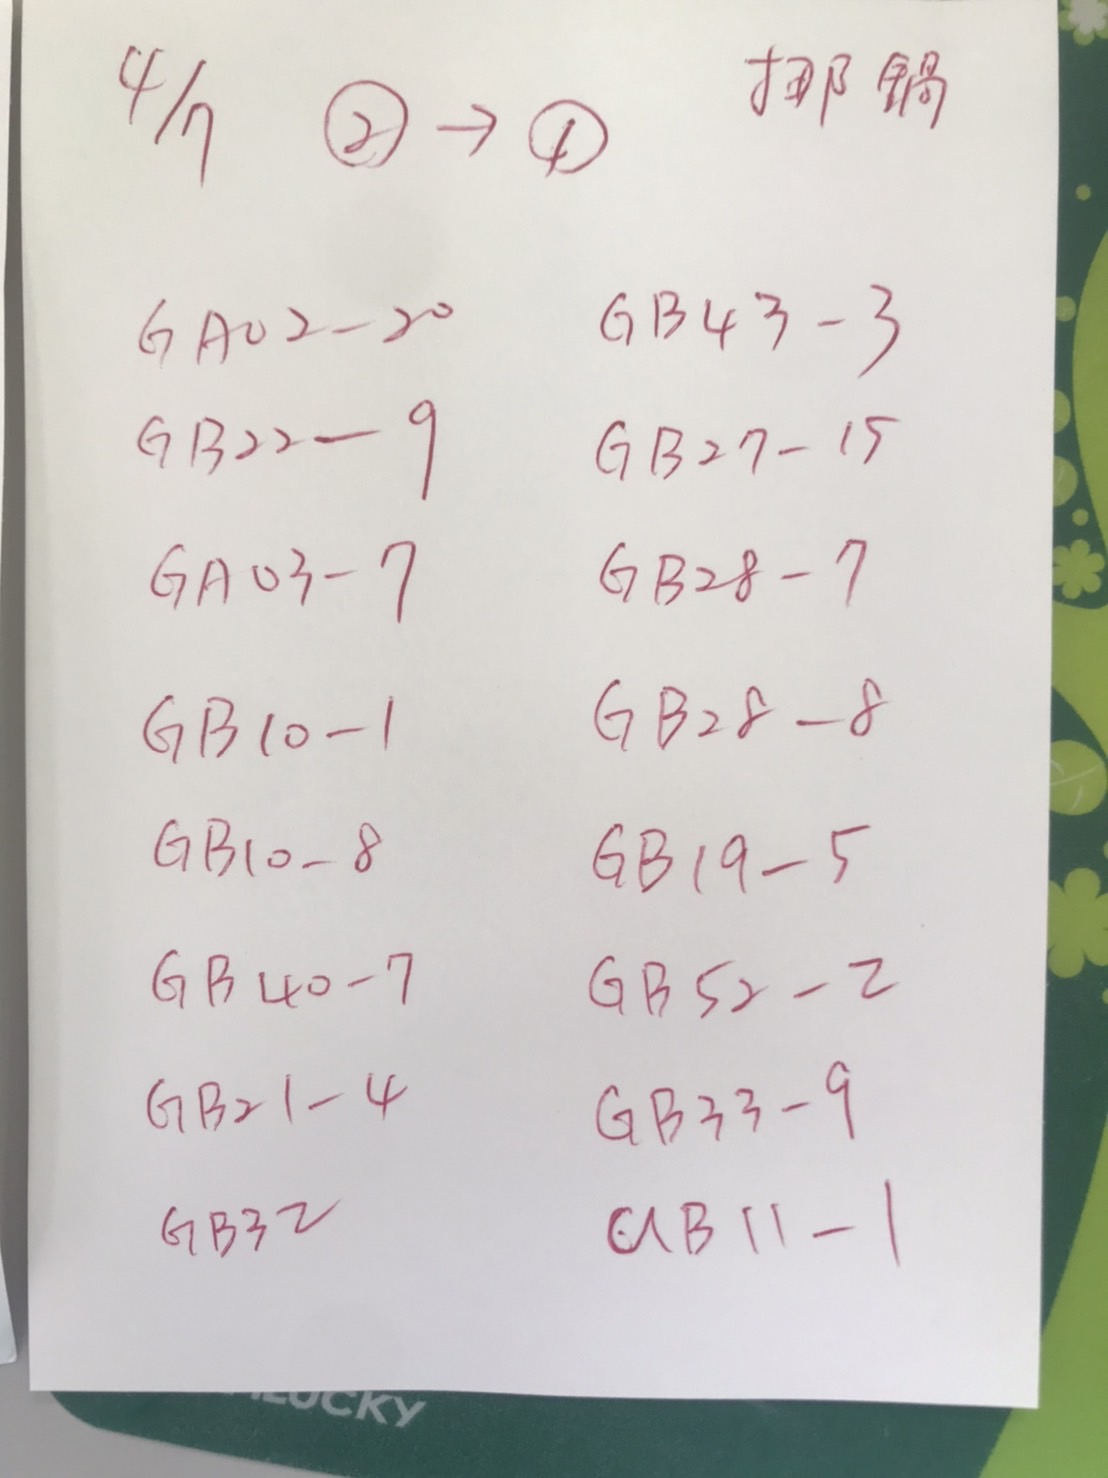 4/7 ②→① 挪鍋
GA02-20
GB22-9
GA03-7
GB10-1
GB10-8
GB40-7
GB21-4
GB32
GB43-3
GB27-15
GB28-7
GB28-8
GB19-5
GB52-2
GB33-9
GB11-1
LUCKY